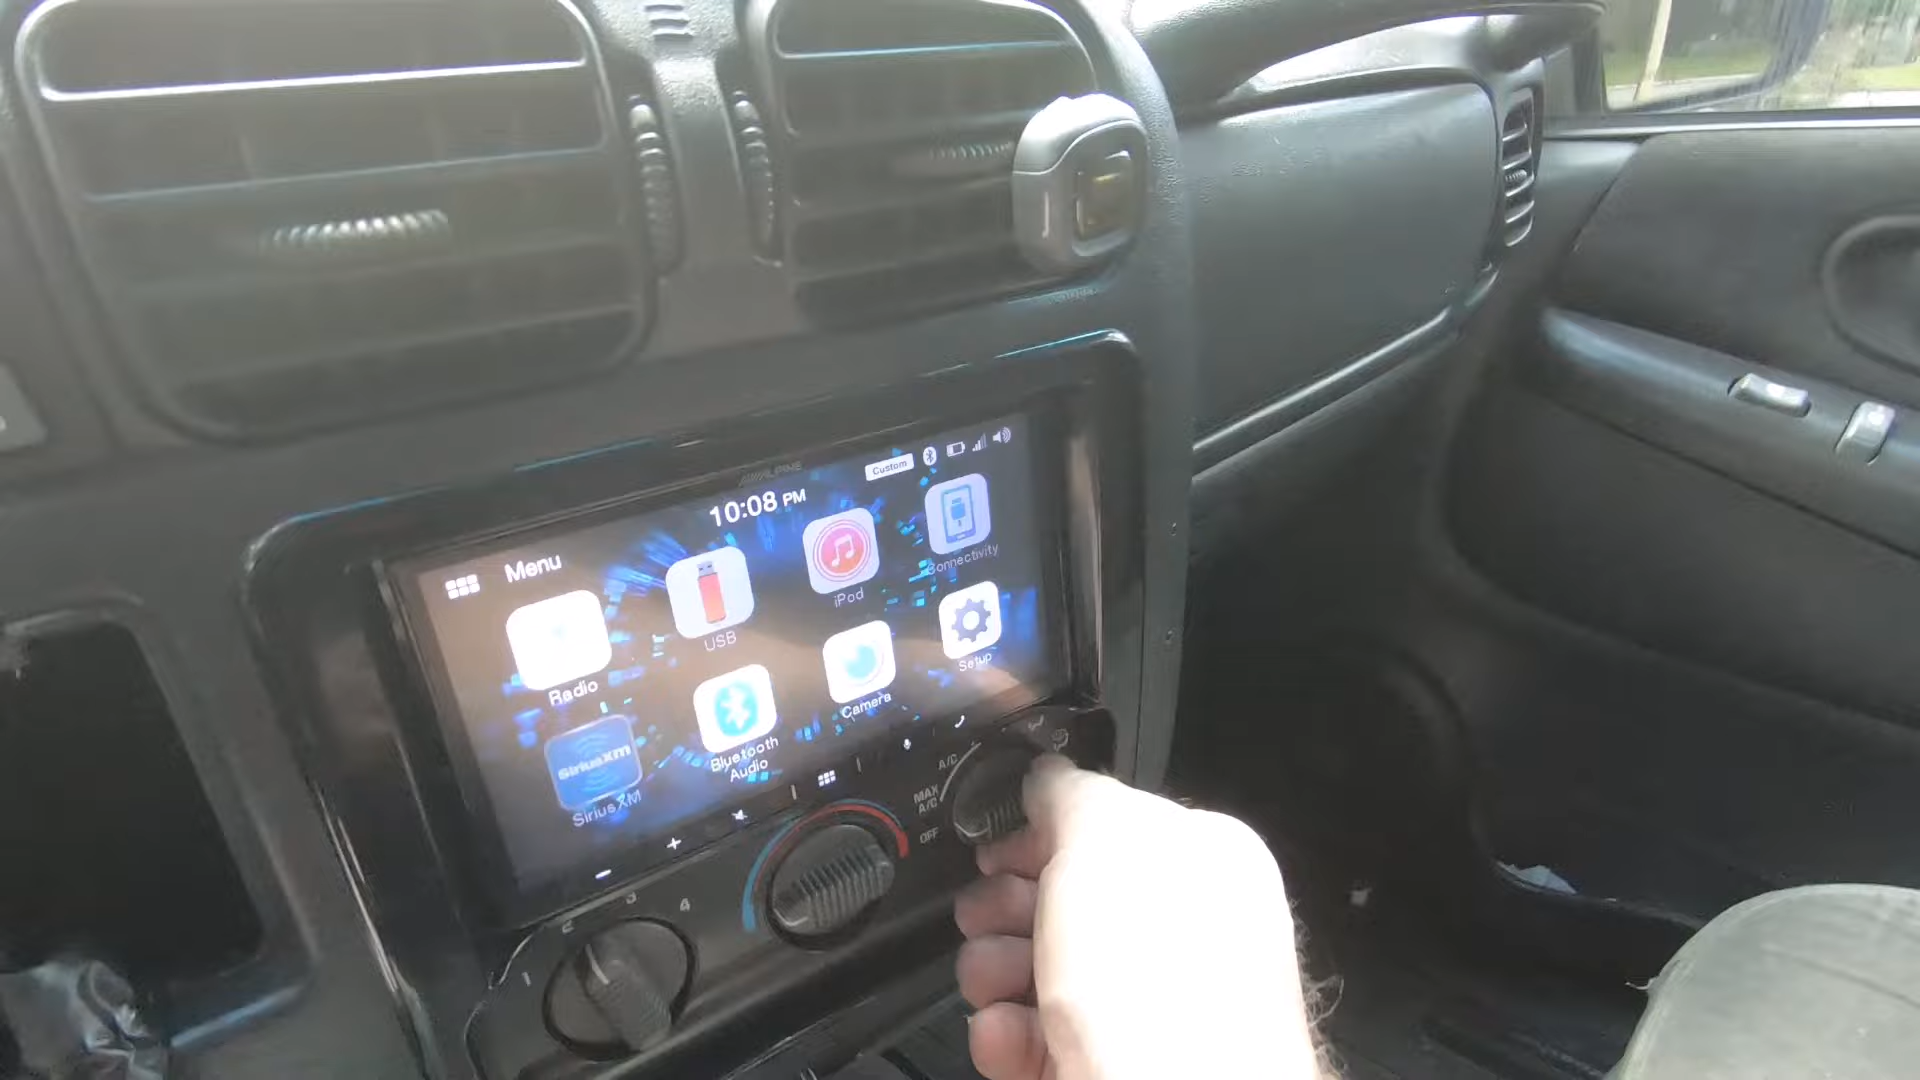 ALPINE
Custom
10:08 PM
Menu
Radio
USB
iPod
Connectivity
SiriusXM
SiriusXM
Bluetooth
Audio
Camera
Setup
A/C
MAX
A/C
OFF
1
2
3
4